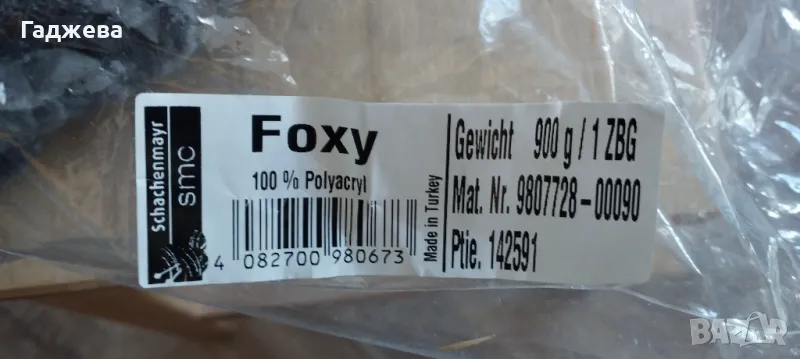 Гаджева
Schachenmayr
smc
Foxy
100 % Polyacryl
4 082700 980673
Made in Turkey
Gewicht 900 g / 1 ZBG
Mat. Nr. 9807728-00090
Ptie. 142591
BAZAR